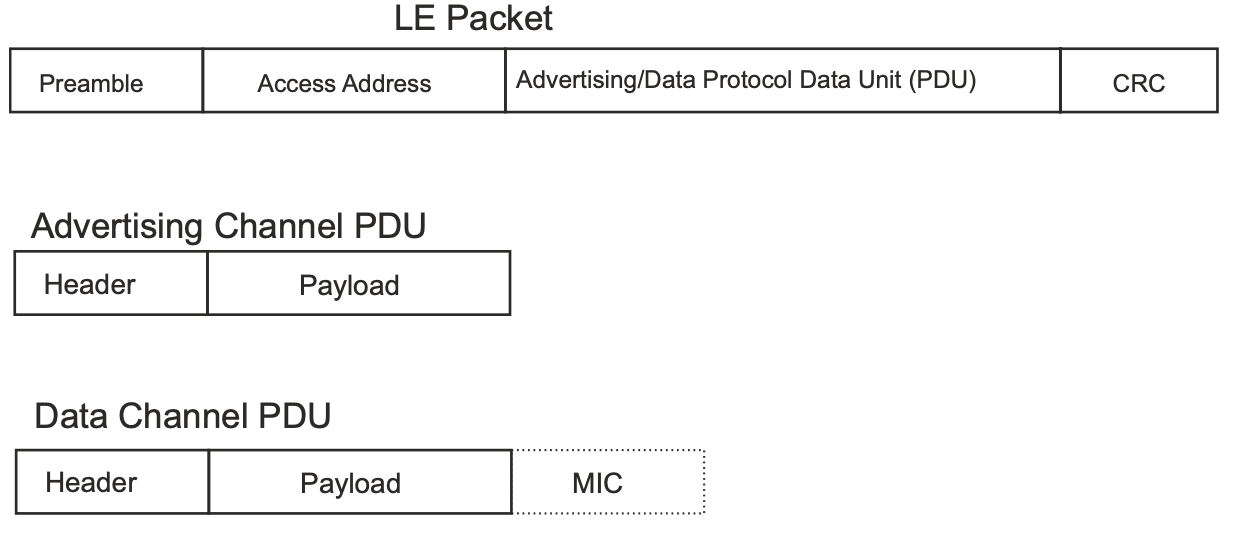 LE Packet
Preamble Access Address Advertising/Data Protocol Data Unit (PDU) CRC
Advertising Channel PDU
Header Payload
Data Channel PDU
Header Payload MIC